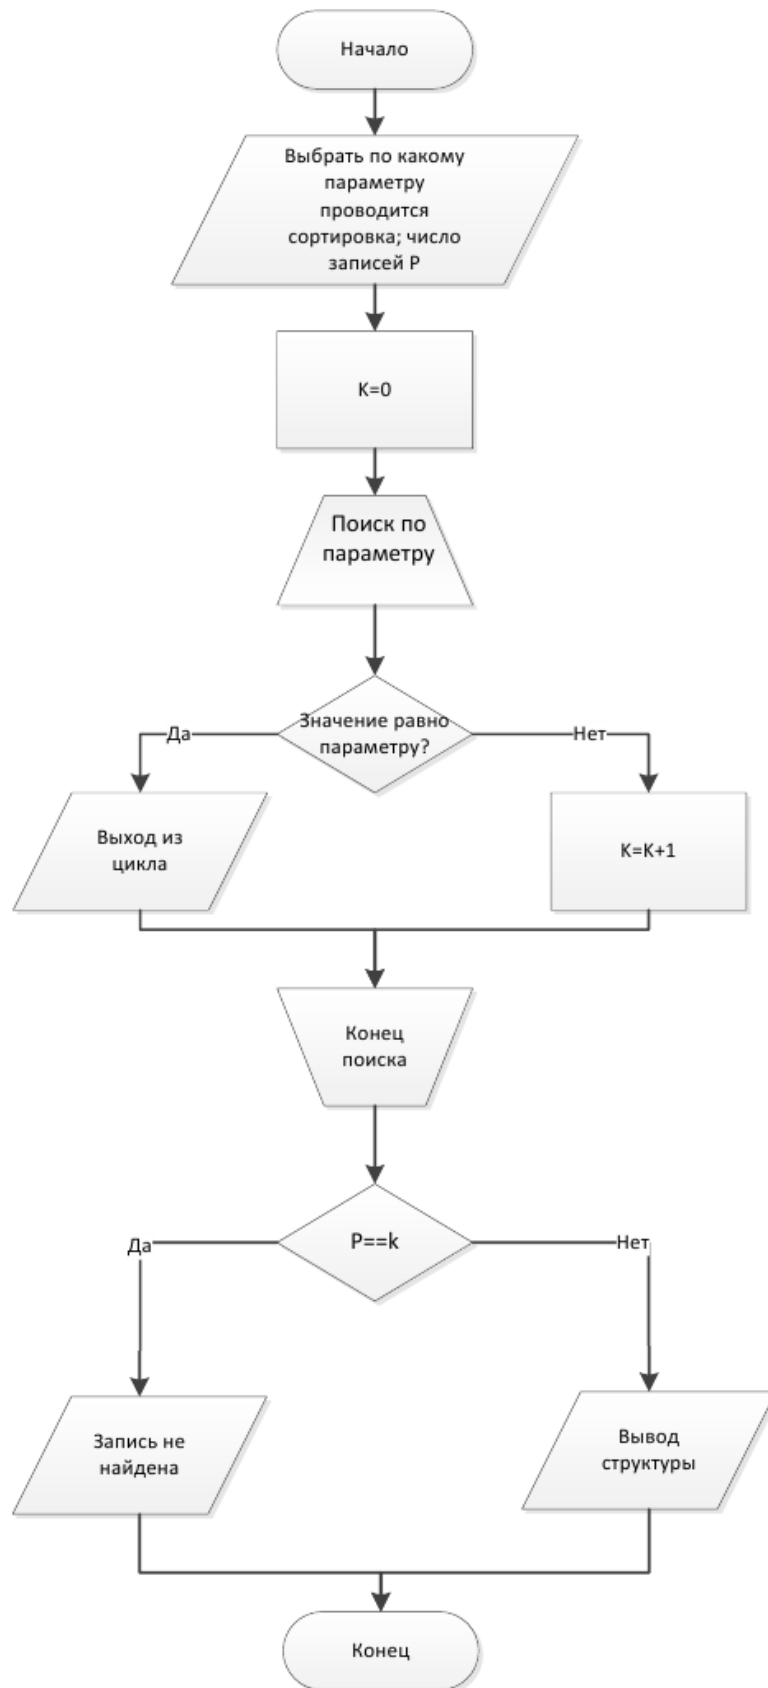 Начало
Выбрать по какому
параметру
проводится
сортировка; число
записей P
K=0
Поиск по
параметру
Значение равно
параметру?
Да
Нет
Выход из
цикла
K=K+1
Конец
поиска
P==k
Да
Нет
Запись не
найдена
Вывод
структуры
Конец